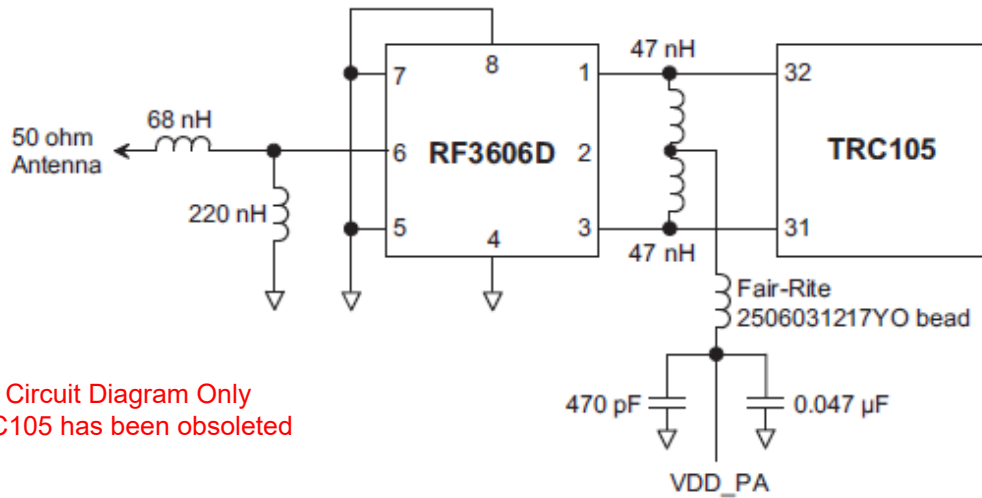 8
47 nH
7
1
32
68 nH
50 ohm
Antenna
6
RF3606D
2
TRC105
220 nH
5
4
3
31
47 nH
Fair-Rite
2506031217YO bead
Circuit Diagram Only
C105 has been obsoleted
470 pF
0.047 µF
VDD_PA